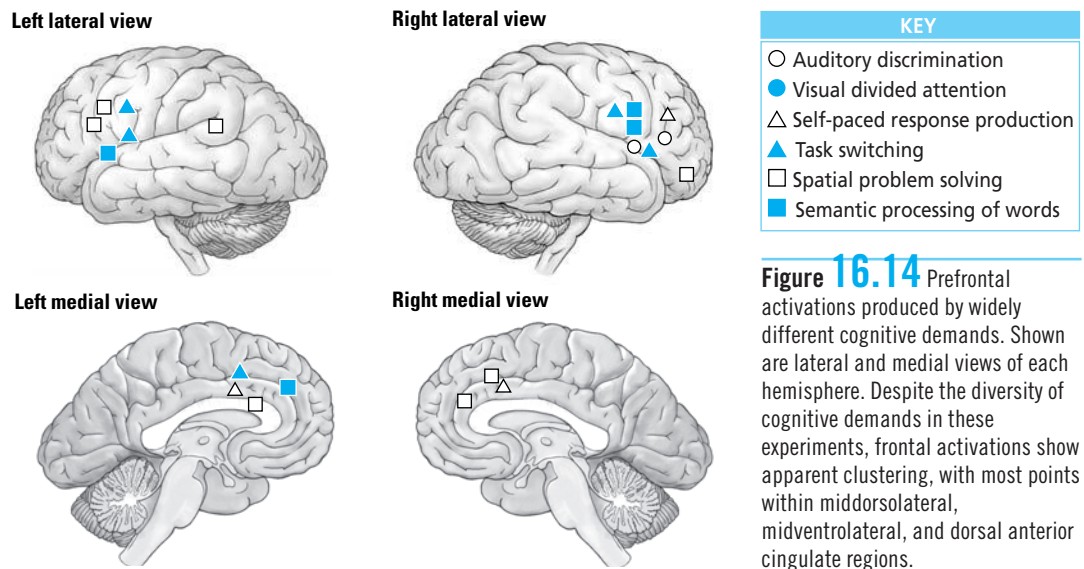 Left lateral view
Right lateral view
KEY
Auditory discrimination
Visual divided attention
Self-paced response production
Task switching
Spatial problem solving
Semantic processing of words
Left medial view
Right medial view
Figure 16.14 Prefrontal
activations produced by widely
different cognitive demands. Shown
are lateral and medial views of each
hemisphere. Despite the diversity of
cognitive demands in these
experiments, frontal activations show
apparent clustering, with most points
within middorsolateral,
midventrolateral, and dorsal anterior
cingulate regions.